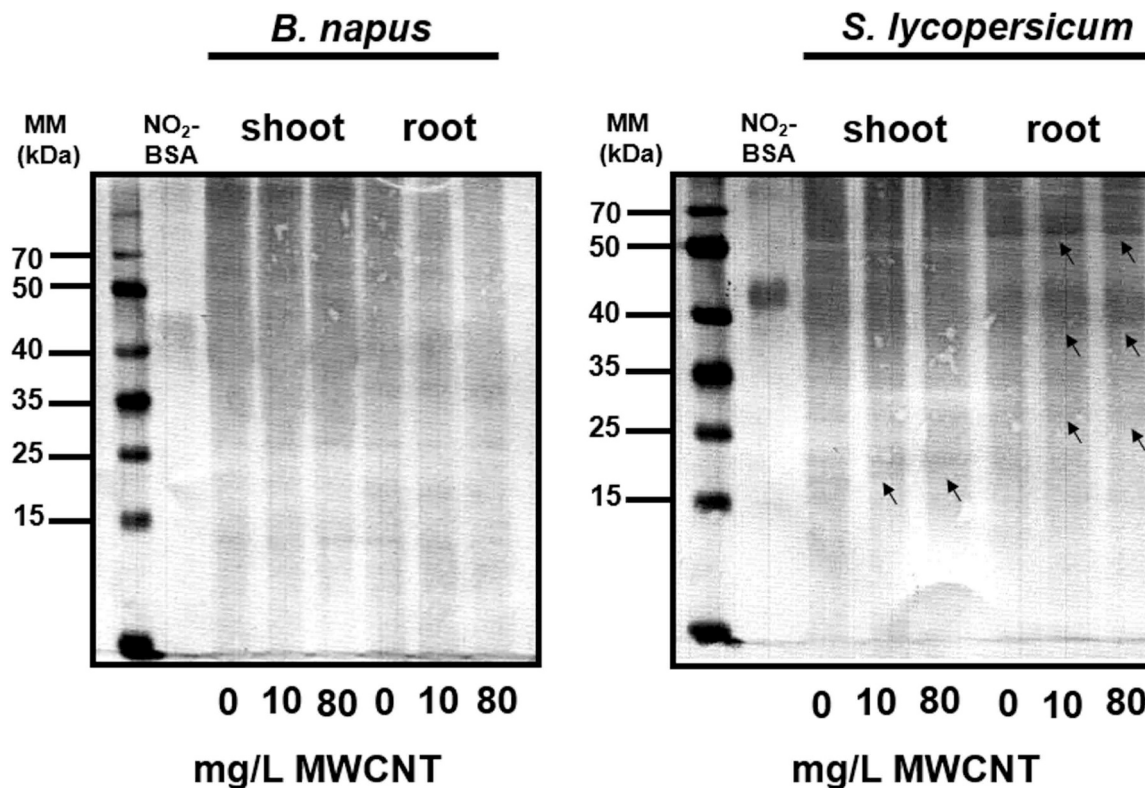 B. napus
MM (kDa)
NO₂-BSA
shoot
root
70
50
40
35
25
15
0 10 80 0 10 80
mg/L MWCNT
S. lycopersicum
MM (kDa)
NO₂-BSA
shoot
root
70
50
40
35
25
15
0 10 80 0 10 80
mg/L MWCNT